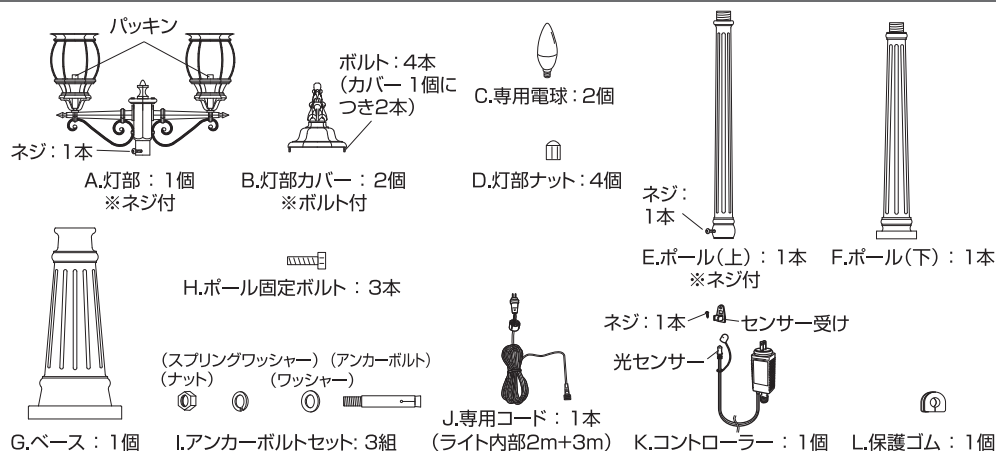 パッキン
ネジ：1本
A.灯部 ： 1個
※ネジ付
ボルト：4本
（カバー 1個に
つき2本）
B.灯部カバー：2個
※ボルト付
C.専用電球：2個
D.灯部ナット：4個
ネジ：
1本
E.ポール（上）： 1本
※ネジ付
F.ポール（下）： 1本
G.ベース ： 1個
H.ポール固定ボルト ： 3本
（スプリングワッシャー）（アンカーボルト）
（ナット） （ワッシャー）
I.アンカーボルトセット: 3組
J.専用コード ： 1本
（ライト内部2m+3m）
ネジ：1本
センサー受け
光センサー
K.コントローラー ： 1個
L.保護ゴム ： 1個